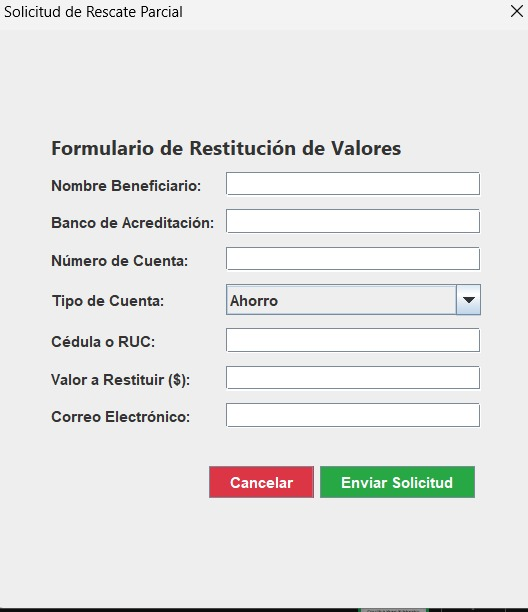 Solicitud de Rescate Parcial
Formulario de Restitución de Valores
Nombre Beneficiario:
Banco de Acreditación:
Número de Cuenta:
Tipo de Cuenta: Ahorro
Cédula o RUC:
Valor a Restituir ($):
Correo Electrónico:
Cancelar Enviar Solicitud